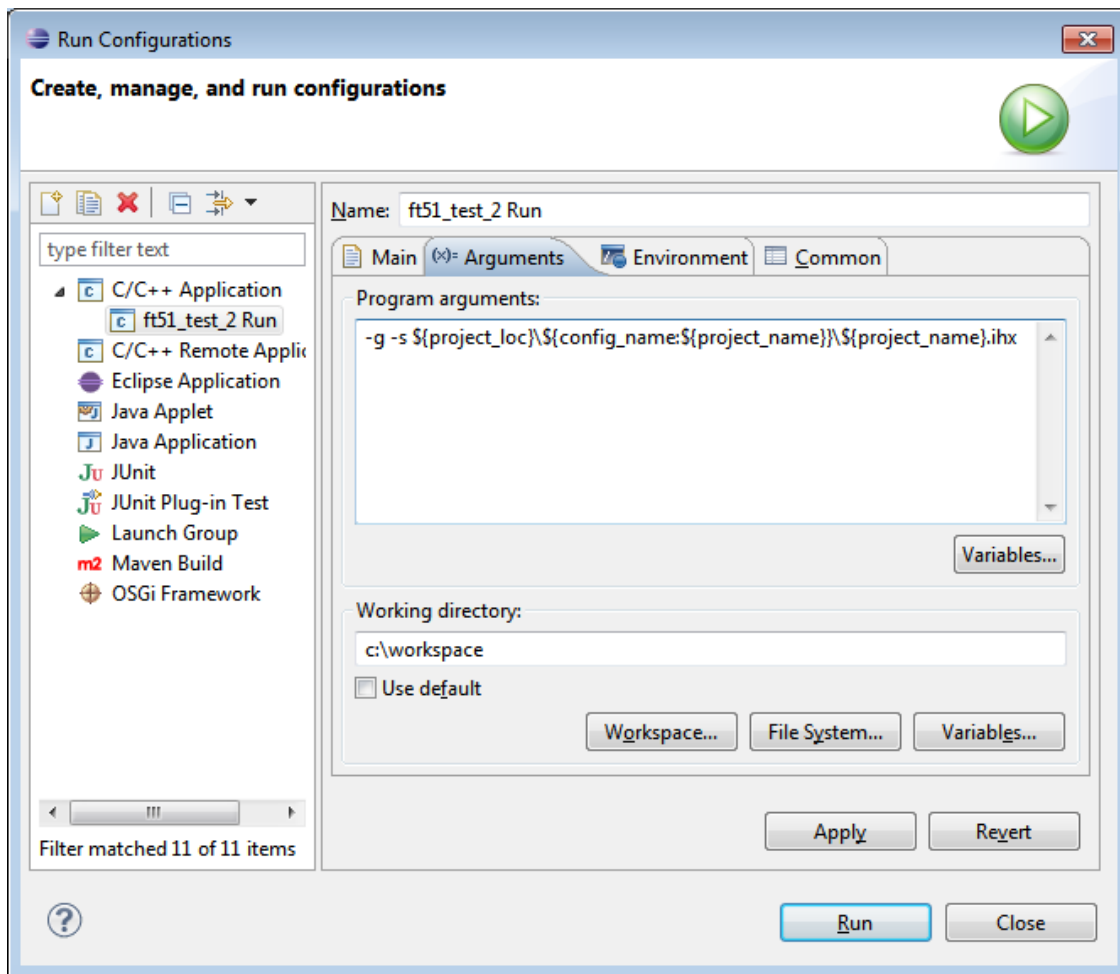 Run Configurations
Create, manage, and run configurations
type filter text
C/C++ Application
ft51_test_2 Run
C/C++ Remote Applic
Eclipse Application
Java Applet
Java Application
JUnit
JUnit Plug-in Test
Launch Group
m2 Maven Build
OSGi Framework
Filter matched 11 of 11 items
Name: ft51_test_2 Run
Main (x)= Arguments Environment Common
Program arguments:
-g -s ${project_loc}\${config_name:${project_name}}\${project_name}.ihx
Variables...
Working directory:
c:\workspace
Use default
Workspace... File System... Variables...
Apply Revert
Run Close